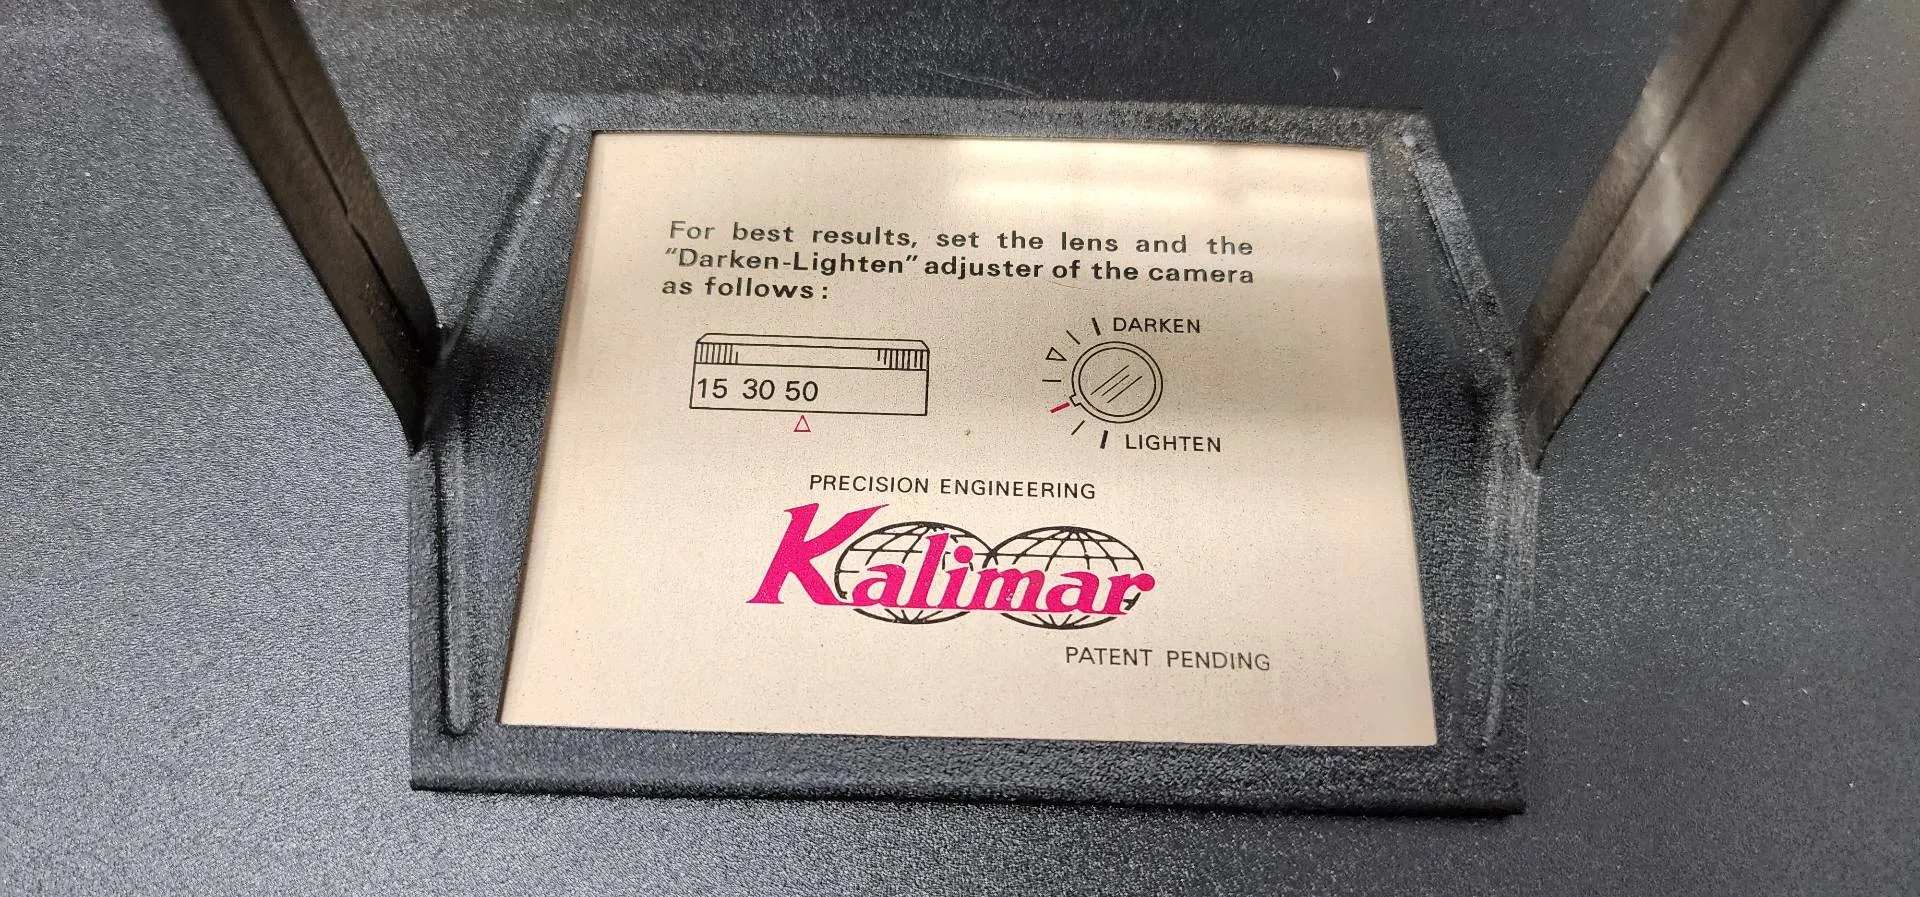 For best results, set the lens and the
"Darken-Lighten" adjuster of the camera
as follows:
DARKEN
15 30 50
LIGHTEN
PRECISION ENGINEERING
Kalimar
PATENT PENDING